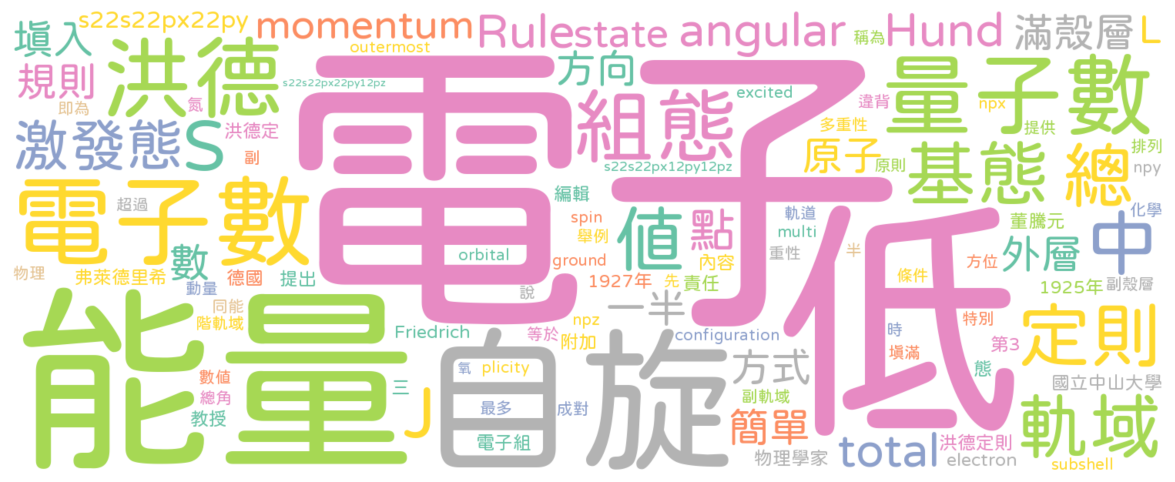 s22s22px22py
momentum
Rule
state
angular
Hund
滿殼層
L
填入
outermost
稱為
規則
洪德
s22s22px22py12pz
方向
電子
低
量子數
即為
氮
excited
違背
npx
組態
激發態
S
洪德定
多重性
提供
副
s22s22px12py12pz
原子
原則
基態
總
排列
npy
電子數
超過
編輯
值
點
軌道
董騰元
中
化學
spin
舉例
multi
數
orbital
ground
重性
半
外層
方位
物理
弗萊德里希
德國
提出
內容
1927年
先
責任
條件
1925年
副殼層
動量
說
能量
同能
階軌域
一半
特別
npz
Friedrich
等於
附加
configuration
時
填滿
第3
定則
自旋
氧
plicity
方式
態
國立中山大學
數值
三
總角
教授
J
最多
成對
副軌域
簡單
軌域
電子組
物理學家
total
洪德定則
electron
subshell